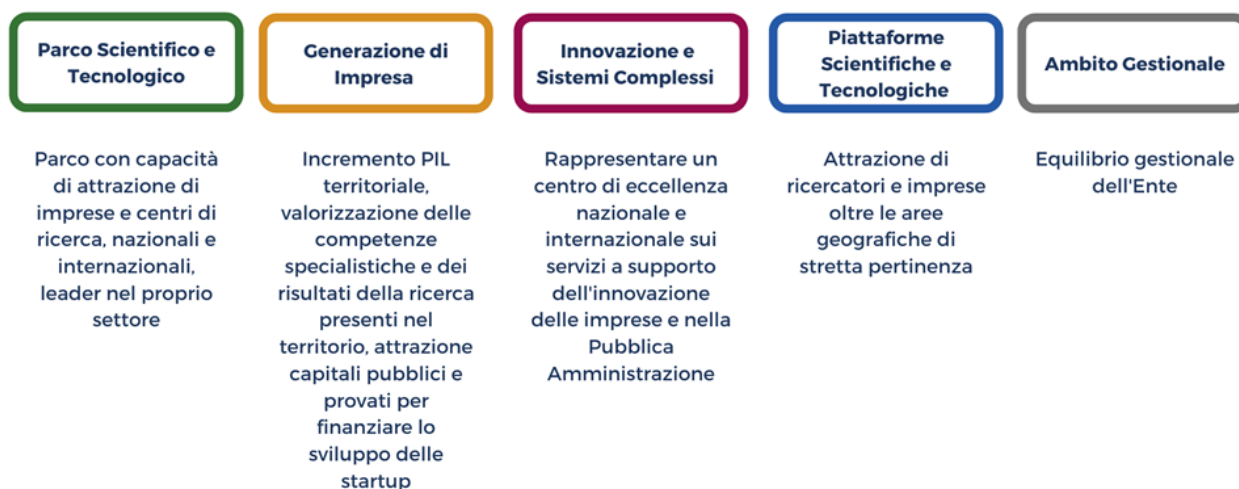 Parco Scientifico e
Tecnologico
Generazione di
Impresa
Innovazione e
Sistemi Complessi
Piattaforme
Scientifiche e
Tecnologiche
Ambito Gestionale
Parco con capacità
di attrazione di
imprese e centri di
ricerca, nazionali e
internazionali,
leader nel proprio
settore
Incremento PIL
territoriale,
valorizzazione delle
competenze
specialistiche e dei
risultati della ricerca
presenti nel
territorio, attrazione
capitali pubblici e
provati per
finanziare lo
sviluppo delle
startup
Rappresentare un
centro di eccellenza
nazionale e
internazionale sui
servizi a supporto
dell'innovazione
delle imprese e nella
Pubblica
Amministrazione
Attrazione di
ricercatori e imprese
oltre le aree
geografiche di
stretta pertinenza
Equilibrio gestionale
dell'Ente